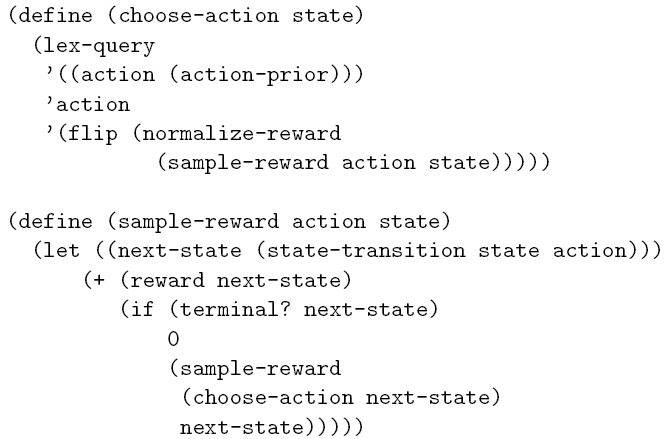 (define (choose-action state)
  (lex-query
   '((action (action-prior)))
   'action
   '(flip (normalize-reward
            (sample-reward action state)))))

(define (sample-reward action state)
  (let ((next-state (state-transition state action)))
      (+ (reward next-state)
         (if (terminal? next-state)
             0
             (sample-reward
              (choose-action next-state)
              next-state)))))